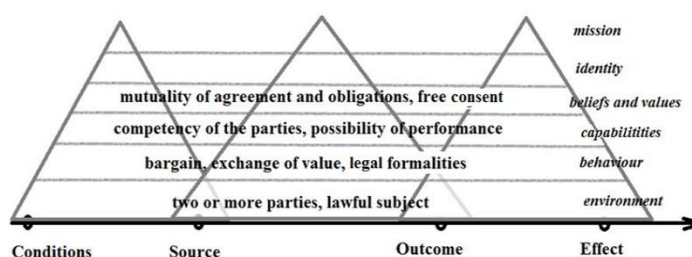 mission
identity
mutuality of agreement and obligations, free consent
beliefs and values
competency of the parties, possibility of performance
capabilitities
bargain, exchange of value, legal formalities
behaviour
two or more parties, lawful subject
environment
Conditions
Source
Outcome
Effect